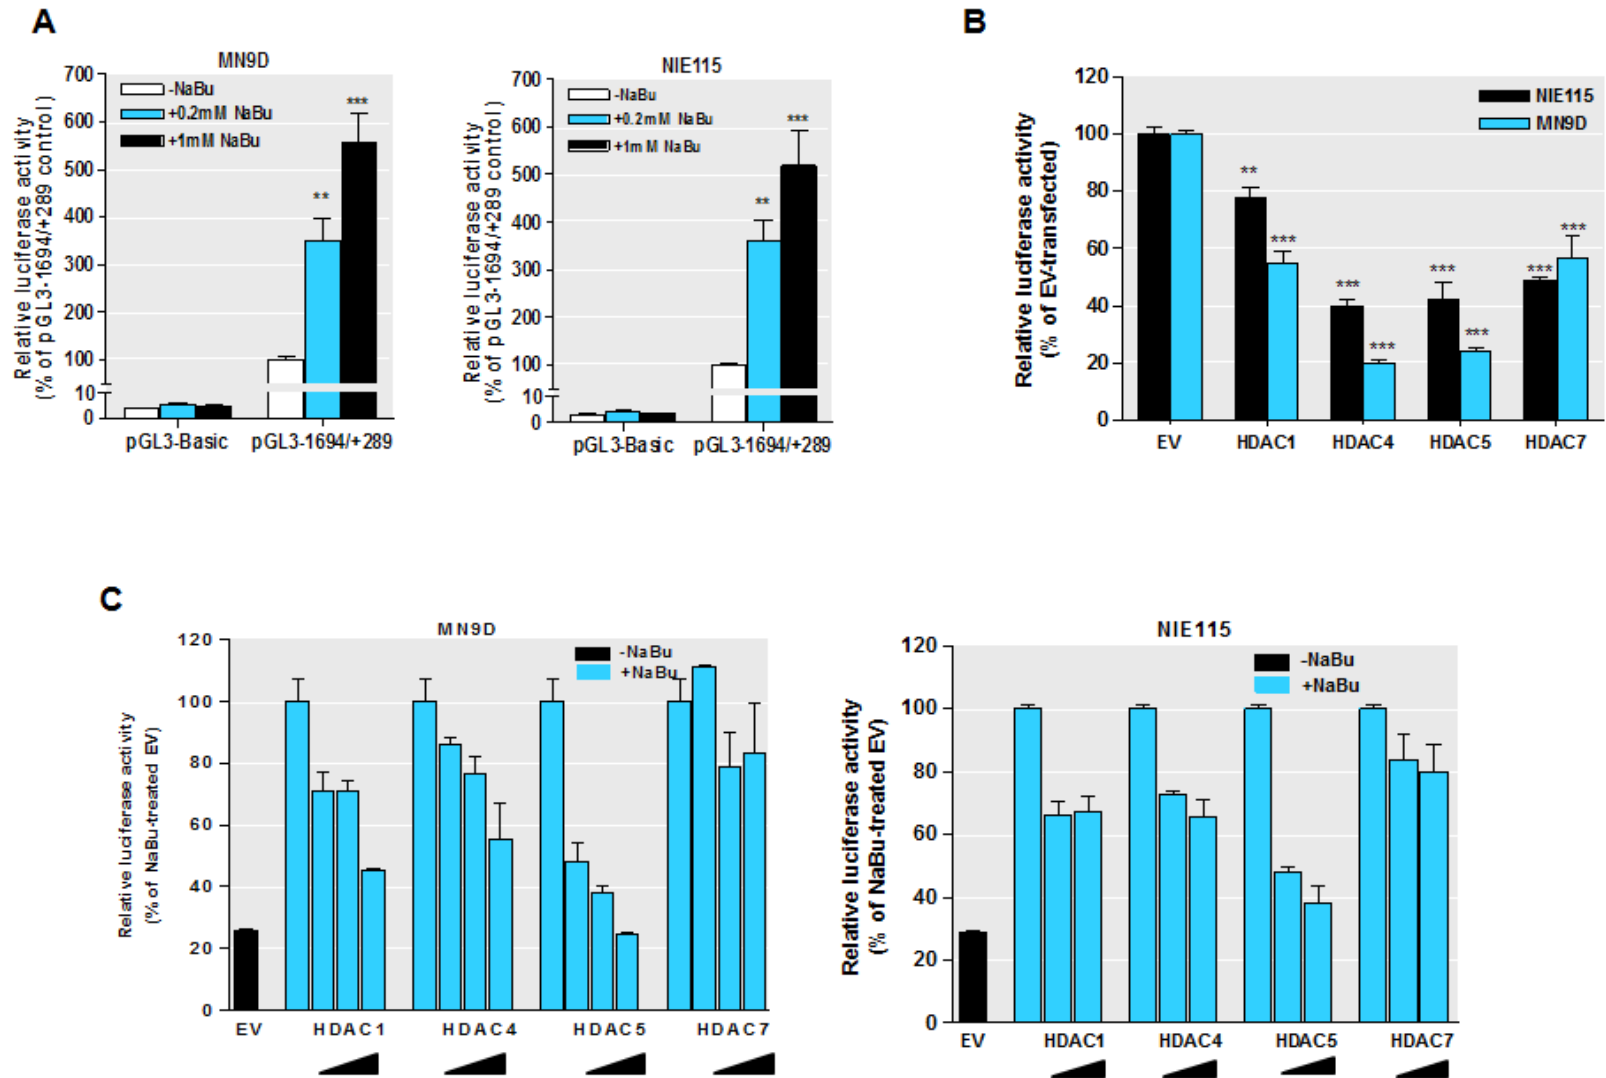 A
MN9D
700
600
500
400
300
200
100
10
0
Relative luciferase activity
(% of pGL3-1694/+289 control)
-NaBu
+0.2mM NaBu
+1mM NaBu
**
***
pGL3-Basic
pGL3-1694/+289
NIE115
700
600
500
400
300
200
100
10
0
Relative luciferase activity
(% of pGL3-1694/+289 control)
-NaBu
+0.2mM NaBu
+1mM NaBu
**
***
pGL3-Basic
pGL3-1694/+289
B
120
100
80
60
40
20
0
Relative luciferase activity
(% of EV-transfected)
NIE115
MN9D
**
***
***
***
***
***
***
***
EV
HDAC1
HDAC4
HDAC5
HDAC7
C
MN9D
120
100
80
60
40
20
0
Relative luciferase activity
(% of NaBu-treated EV)
-NaBu
+NaBu
EV
HDAC1
HDAC4
HDAC5
HDAC7
NIE115
120
100
80
60
40
20
0
Relative luciferase activity
(% of NaBu-treated EV)
-NaBu
+NaBu
EV
HDAC1
HDAC4
HDAC5
HDAC7